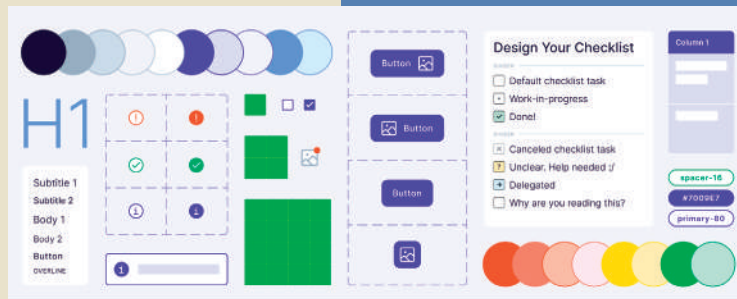 H1
Subtitle 1
Subtitle 2
Body 1
Body 2
Button
OVERLINE
!
!
i
i
1
Button
Button
Button
Design Your Checklist
Default checklist task
Work-in-progress
Done!
Canceled checklist task
? Unclear. Help needed :/
Delegated
Why are you reading this?
Column 1
spacer-16
#7009E7
primary-80